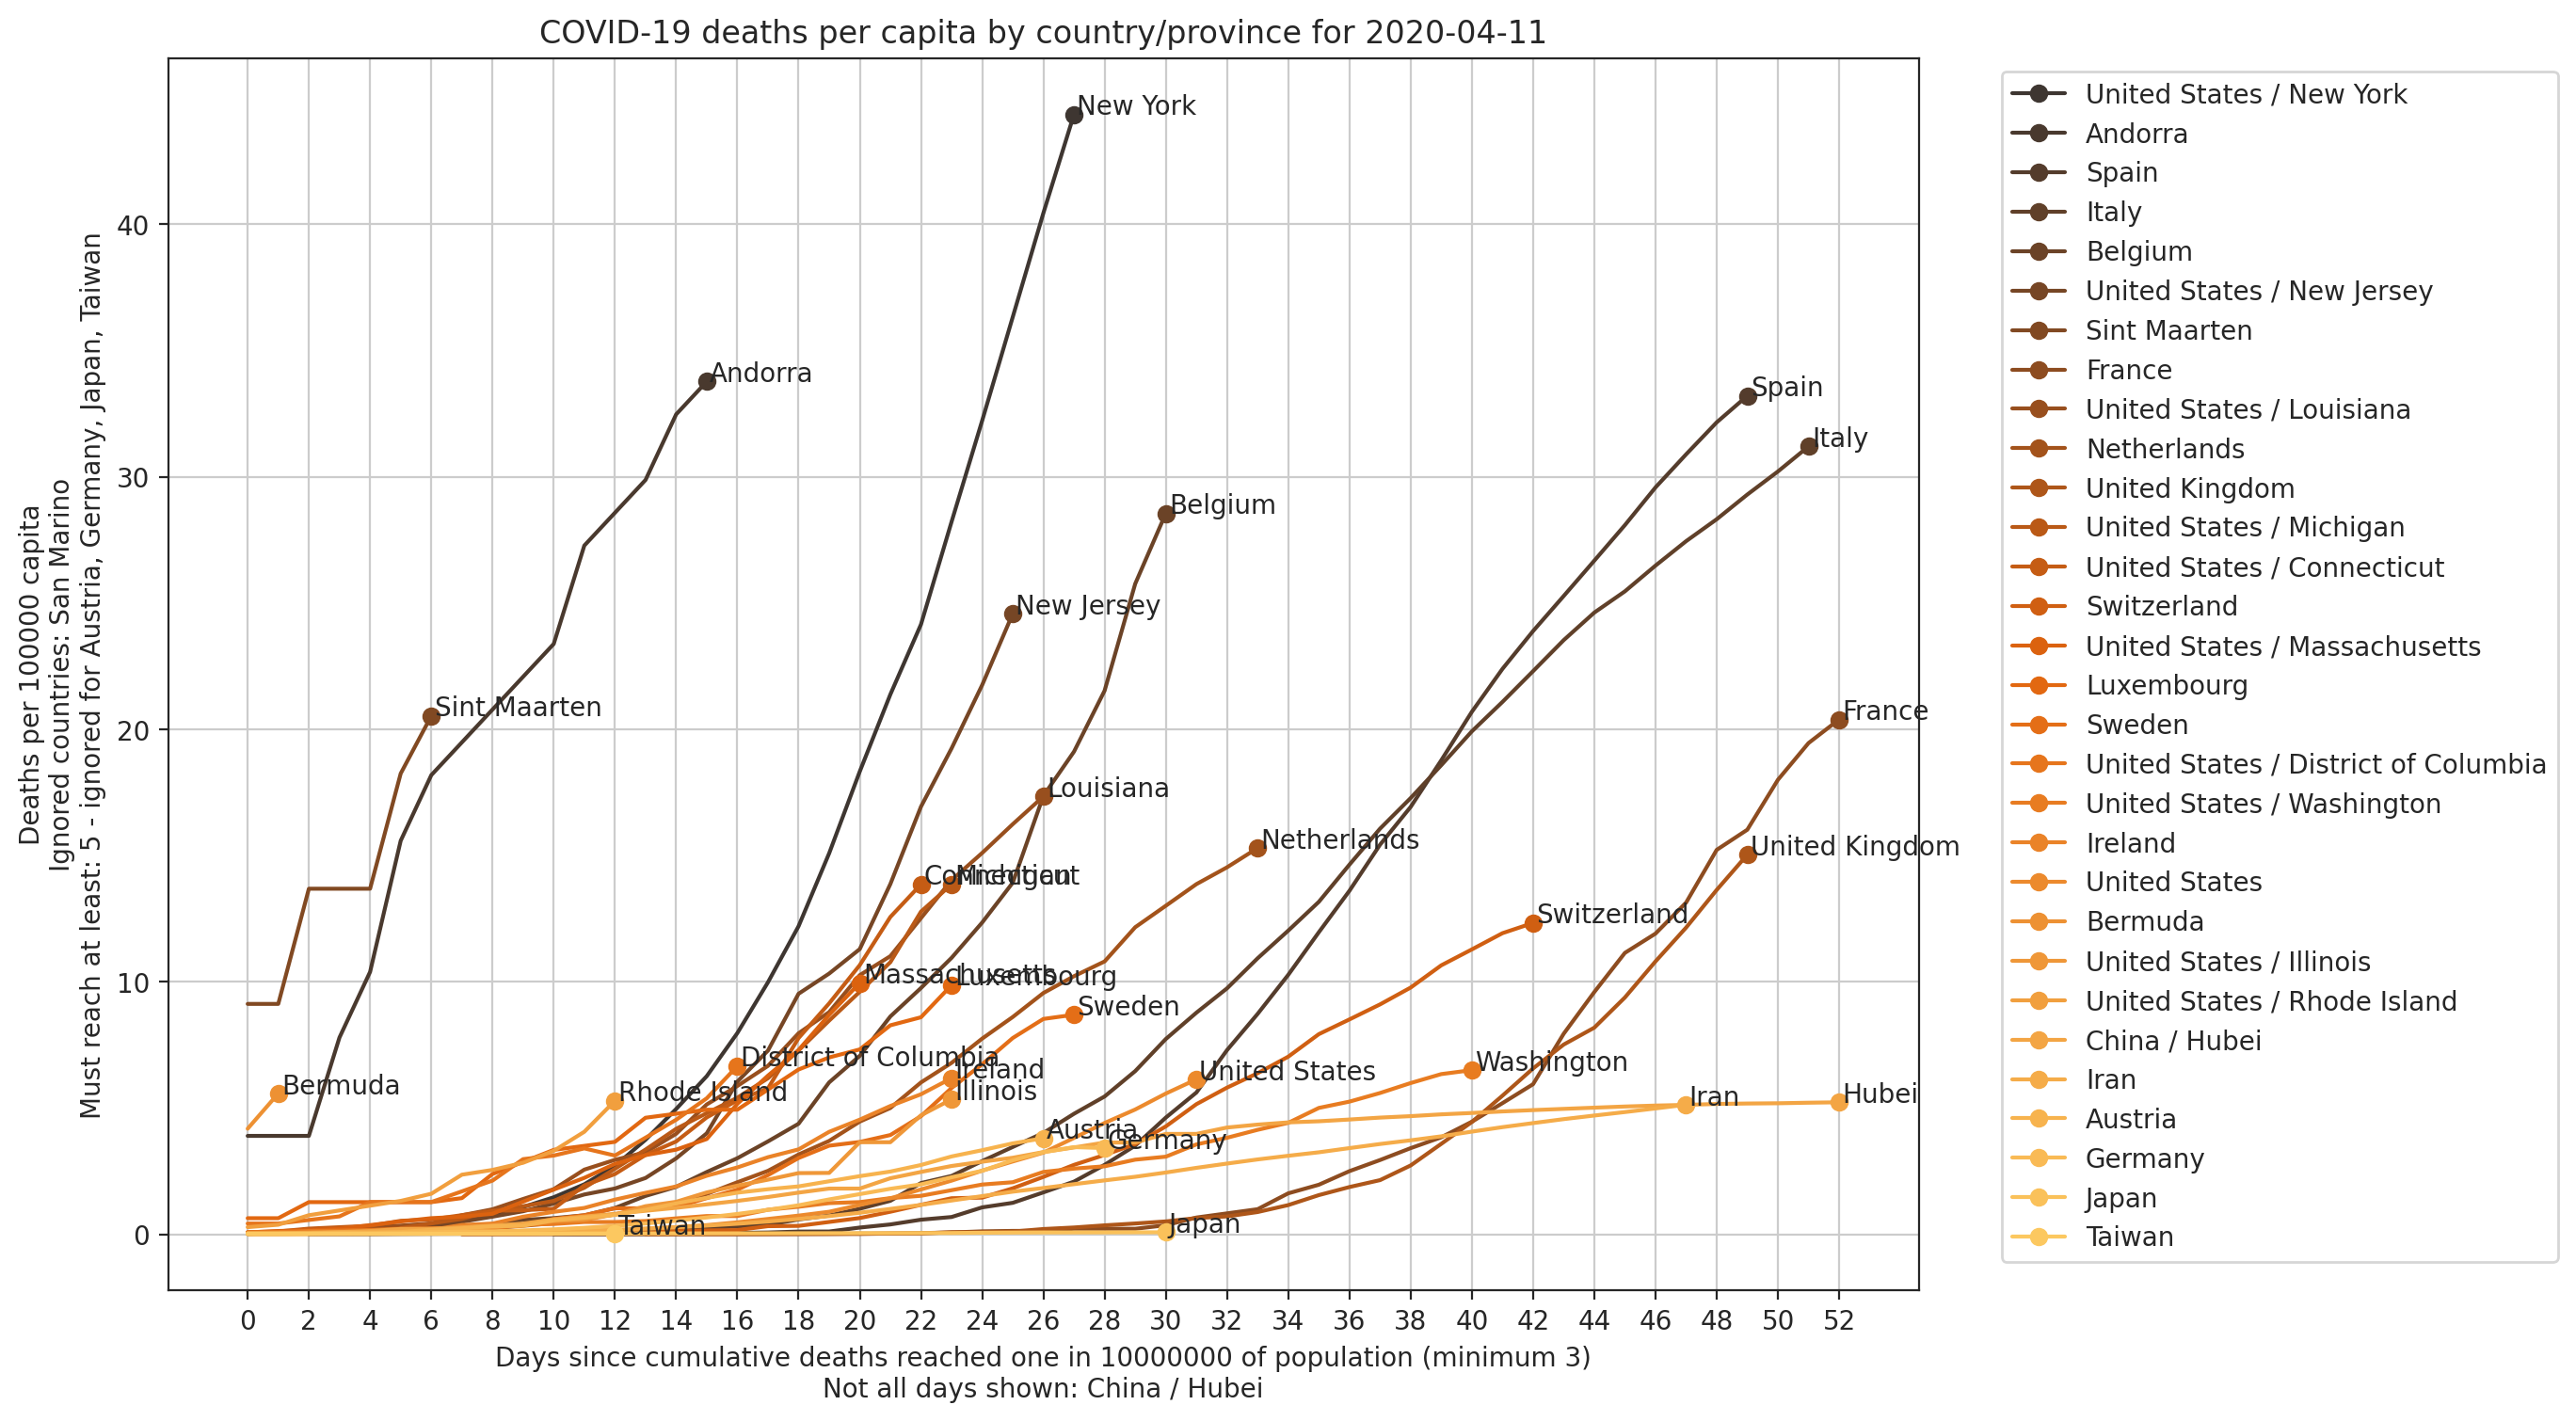 COVID-19 deaths per capita by country/province for 2020-04-11
Deaths per 100000 capita
Ignored countries: San Marino
Must reach at least: 5 - ignored for Austria, Germany, Japan, Taiwan
40
30
20
10
0
New York
Andorra
Spain
Italy
Belgium
New Jersey
Sint Maarten
France
Louisiana
Netherlands
United Kingdom
Connecticut
Michigan
Switzerland
Massachusetts
Luxembourg
Sweden
District of Columbia
Ireland
United States
Washington
Bermuda
Rhode Island
Illinois
Iran
Hubei
Austria
Germany
Taiwan
Japan
0 2 4 6 8 10 12 14 16 18 20 22 24 26 28 30 32 34 36 38 40 42 44 46 48 50 52
Days since cumulative deaths reached one in 10000000 of population (minimum 3)
Not all days shown: China / Hubei
United States / New York
Andorra
Spain
Italy
Belgium
United States / New Jersey
Sint Maarten
France
United States / Louisiana
Netherlands
United Kingdom
United States / Michigan
United States / Connecticut
Switzerland
United States / Massachusetts
Luxembourg
Sweden
United States / District of Columbia
United States / Washington
Ireland
United States
Bermuda
United States / Illinois
United States / Rhode Island
China / Hubei
Iran
Austria
Germany
Japan
Taiwan